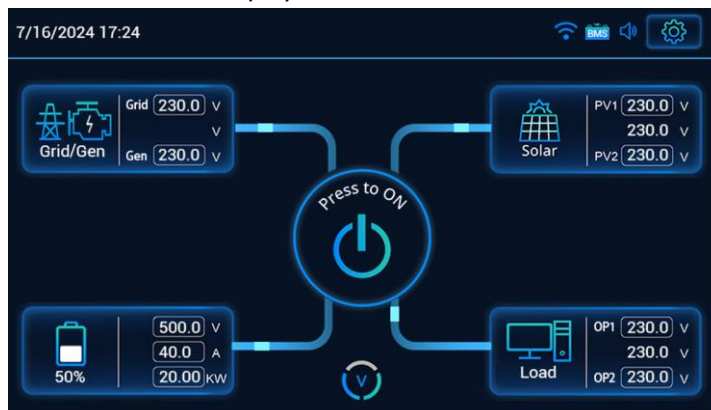 7/16/2024 17:24
BMS
Grid/Gen
Grid 230.0 V
V
Gen 230.0 V
Solar
PV1 230.0 V
230.0 V
PV2 230.0 V
Press to ON
50%
500.0 V
40.0 A
20.00 KW
V
Load
OP1 230.0 V
230.0 V
OP2 230.0 V